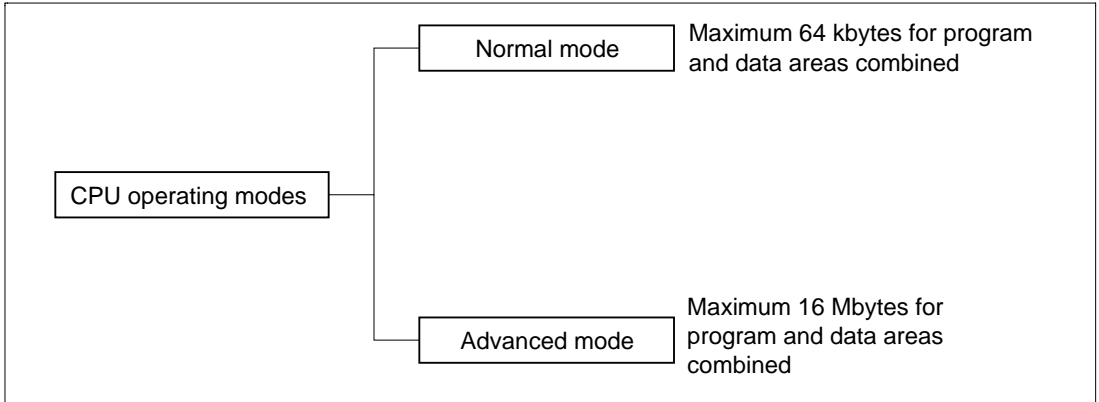 Normal mode
Maximum 64 kbytes for program
and data areas combined
CPU operating modes
Advanced mode
Maximum 16 Mbytes for
program and data areas
combined